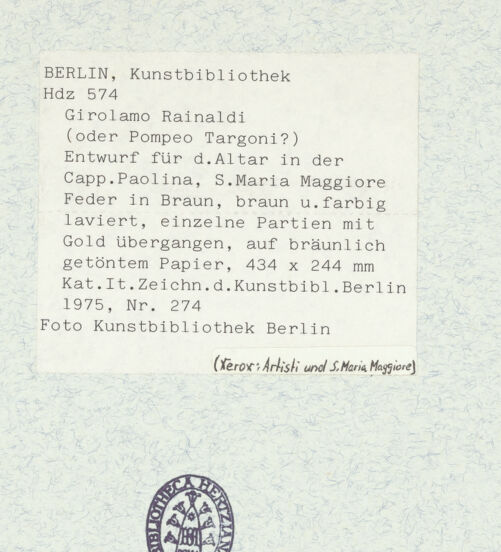 BERLIN, Kunstbibliothek
Hdz 574
Girolamo Rainaldi
(oder Pompeo Targoni?)
Entwurf für d.Altar in der
Capp.Paolina, S.Maria Maggiore
Feder in Braun, braun u.farbig
laviert, einzelne Partien mit
Gold übergangen, auf bräunlich
getöntem Papier, 434 x 244 mm
Kat.It.Zeichn.d.Kunstbibl.Berlin
1975, Nr. 274
Foto Kunstbibliothek Berlin
(Xerox: Artisti und S.Maria Maggiore)
BIBLIOTHECA HERTZIAN